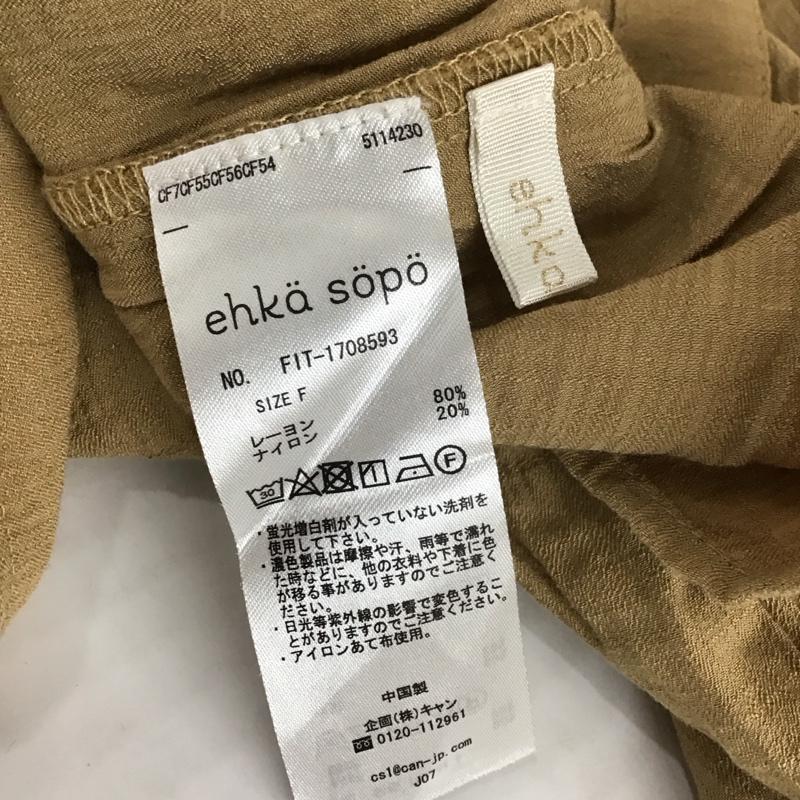 CF7CF55CF56CF54
5114230
ehkä söpö
NO. FIT-1708593
SIZE F
レーヨン 80%
ナイロン 20%
30
F
・蛍光増白剤が入っていない洗剤を
使用して下さい。
・濃色製品は摩擦や汗、雨等で濡れ
た時などに、他の衣料や下着に色
が移る事がありますのでご注意く
ださい。
・日光等紫外線の影響で変色するこ
とがありますのでご注意ください。
・アイロンあて布使用。
中国製
企画(株)キャン
0120-112961
cs1@can-jp.com
J07
ehkä